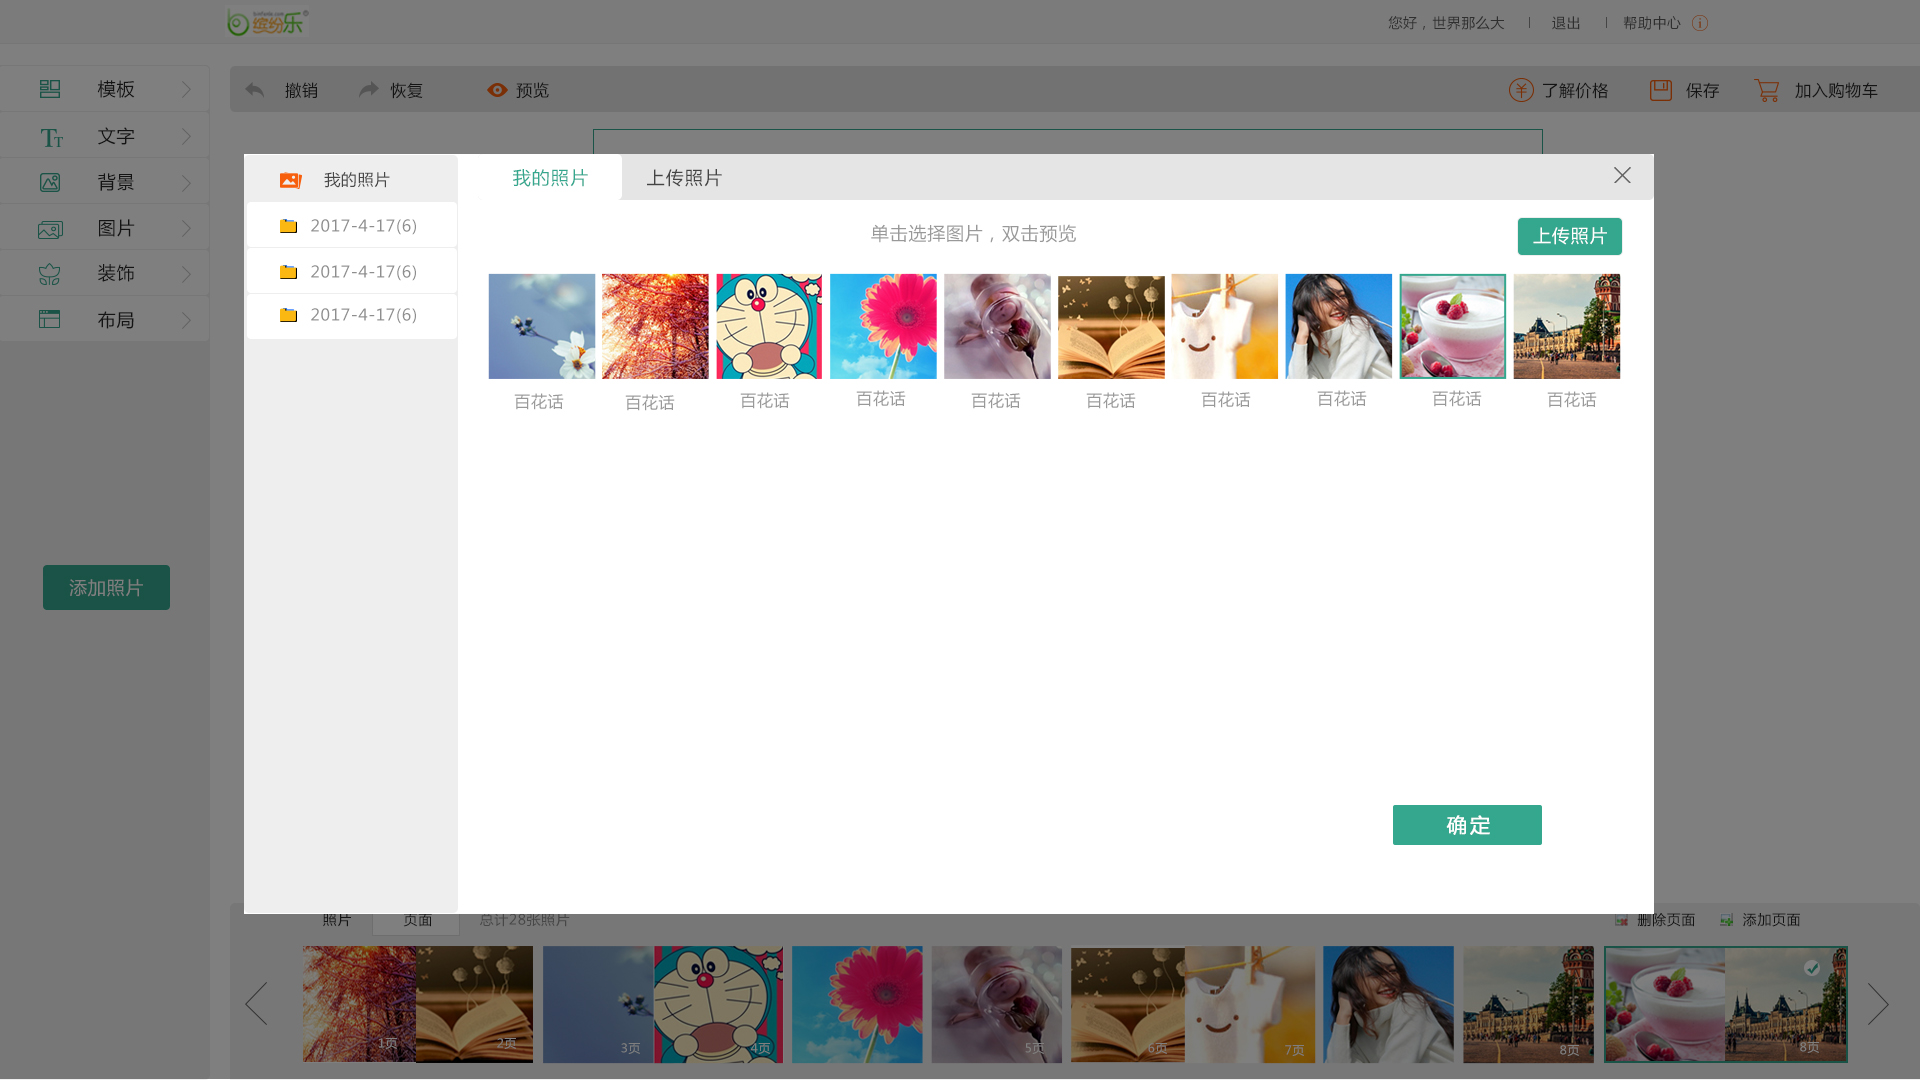 缤纷乐
您好，世界那么大
退出
帮助中心
模板
文字
背景
图片
装饰
布局
添加照片
撤销
恢复
预览
了解价格
保存
加入购物车
我的照片
2017-4-17(6)
2017-4-17(6)
2017-4-17(6)
我的照片
上传照片
单击选择图片，双击预览
上传照片
百花话
百花话
百花话
百花话
百花话
百花话
百花话
百花话
百花话
百花话
确定
照片
页面
总计28张照片
删除页面
添加页面
1页
2页
3页
4页
5页
6页
7页
8页
8页